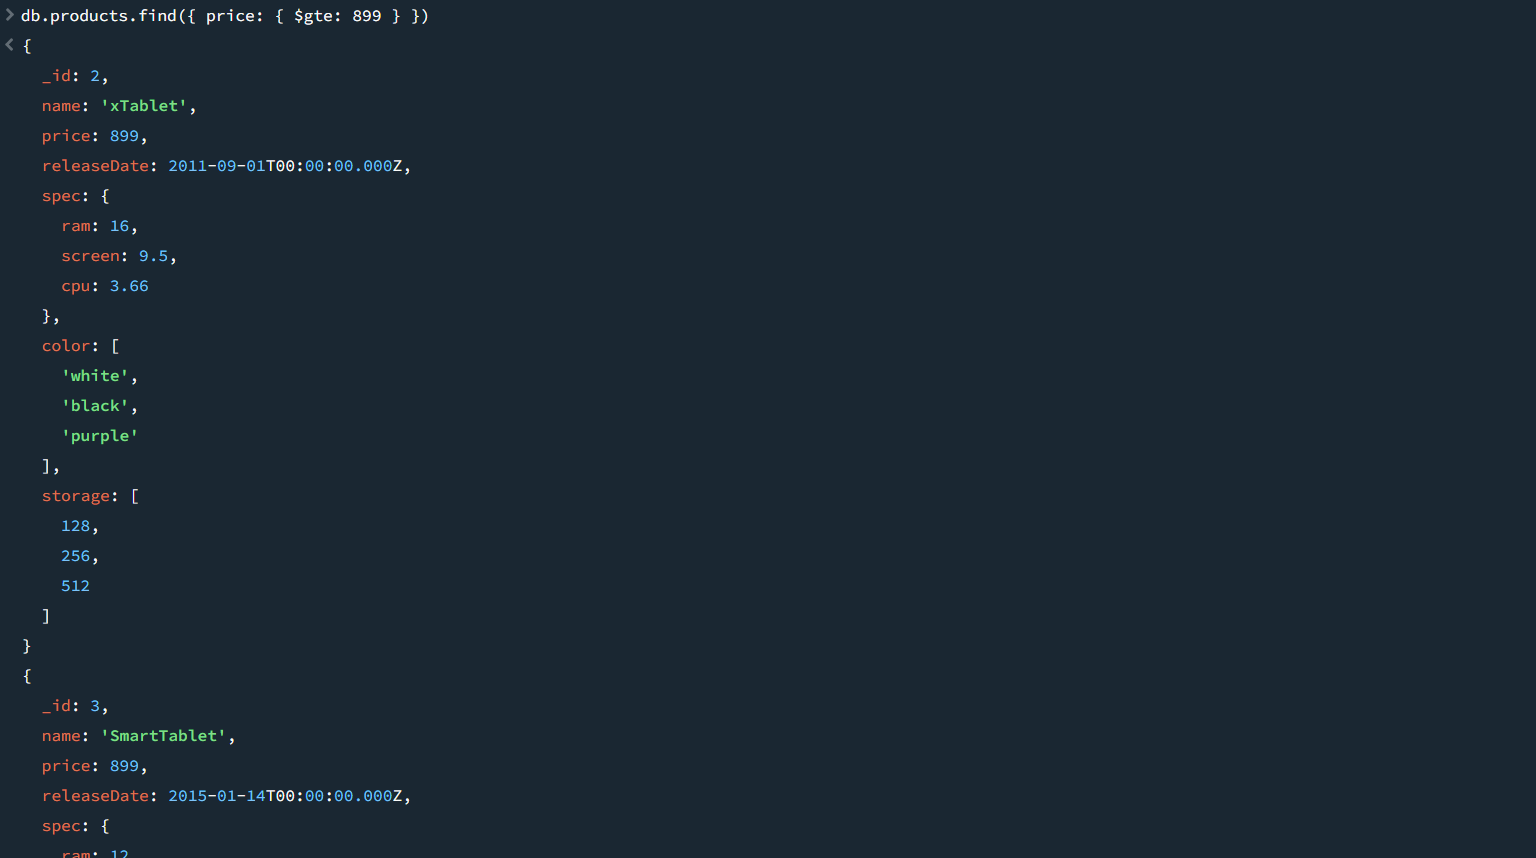 db.products.find({ price: { $gte: 899 } })
{
  _id: 2,
  name: 'xTablet',
  price: 899,
  releaseDate: 2011-09-01T00:00:00.000Z,
  spec: {
    ram: 16,
    screen: 9.5,
    cpu: 3.66
  },
  color: [
    'white',
    'black',
    'purple'
  ],
  storage: [
    128,
    256,
    512
  ]
}
{
  _id: 3,
  name: 'SmartTablet',
  price: 899,
  releaseDate: 2015-01-14T00:00:00.000Z,
  spec: {
    ram: 12